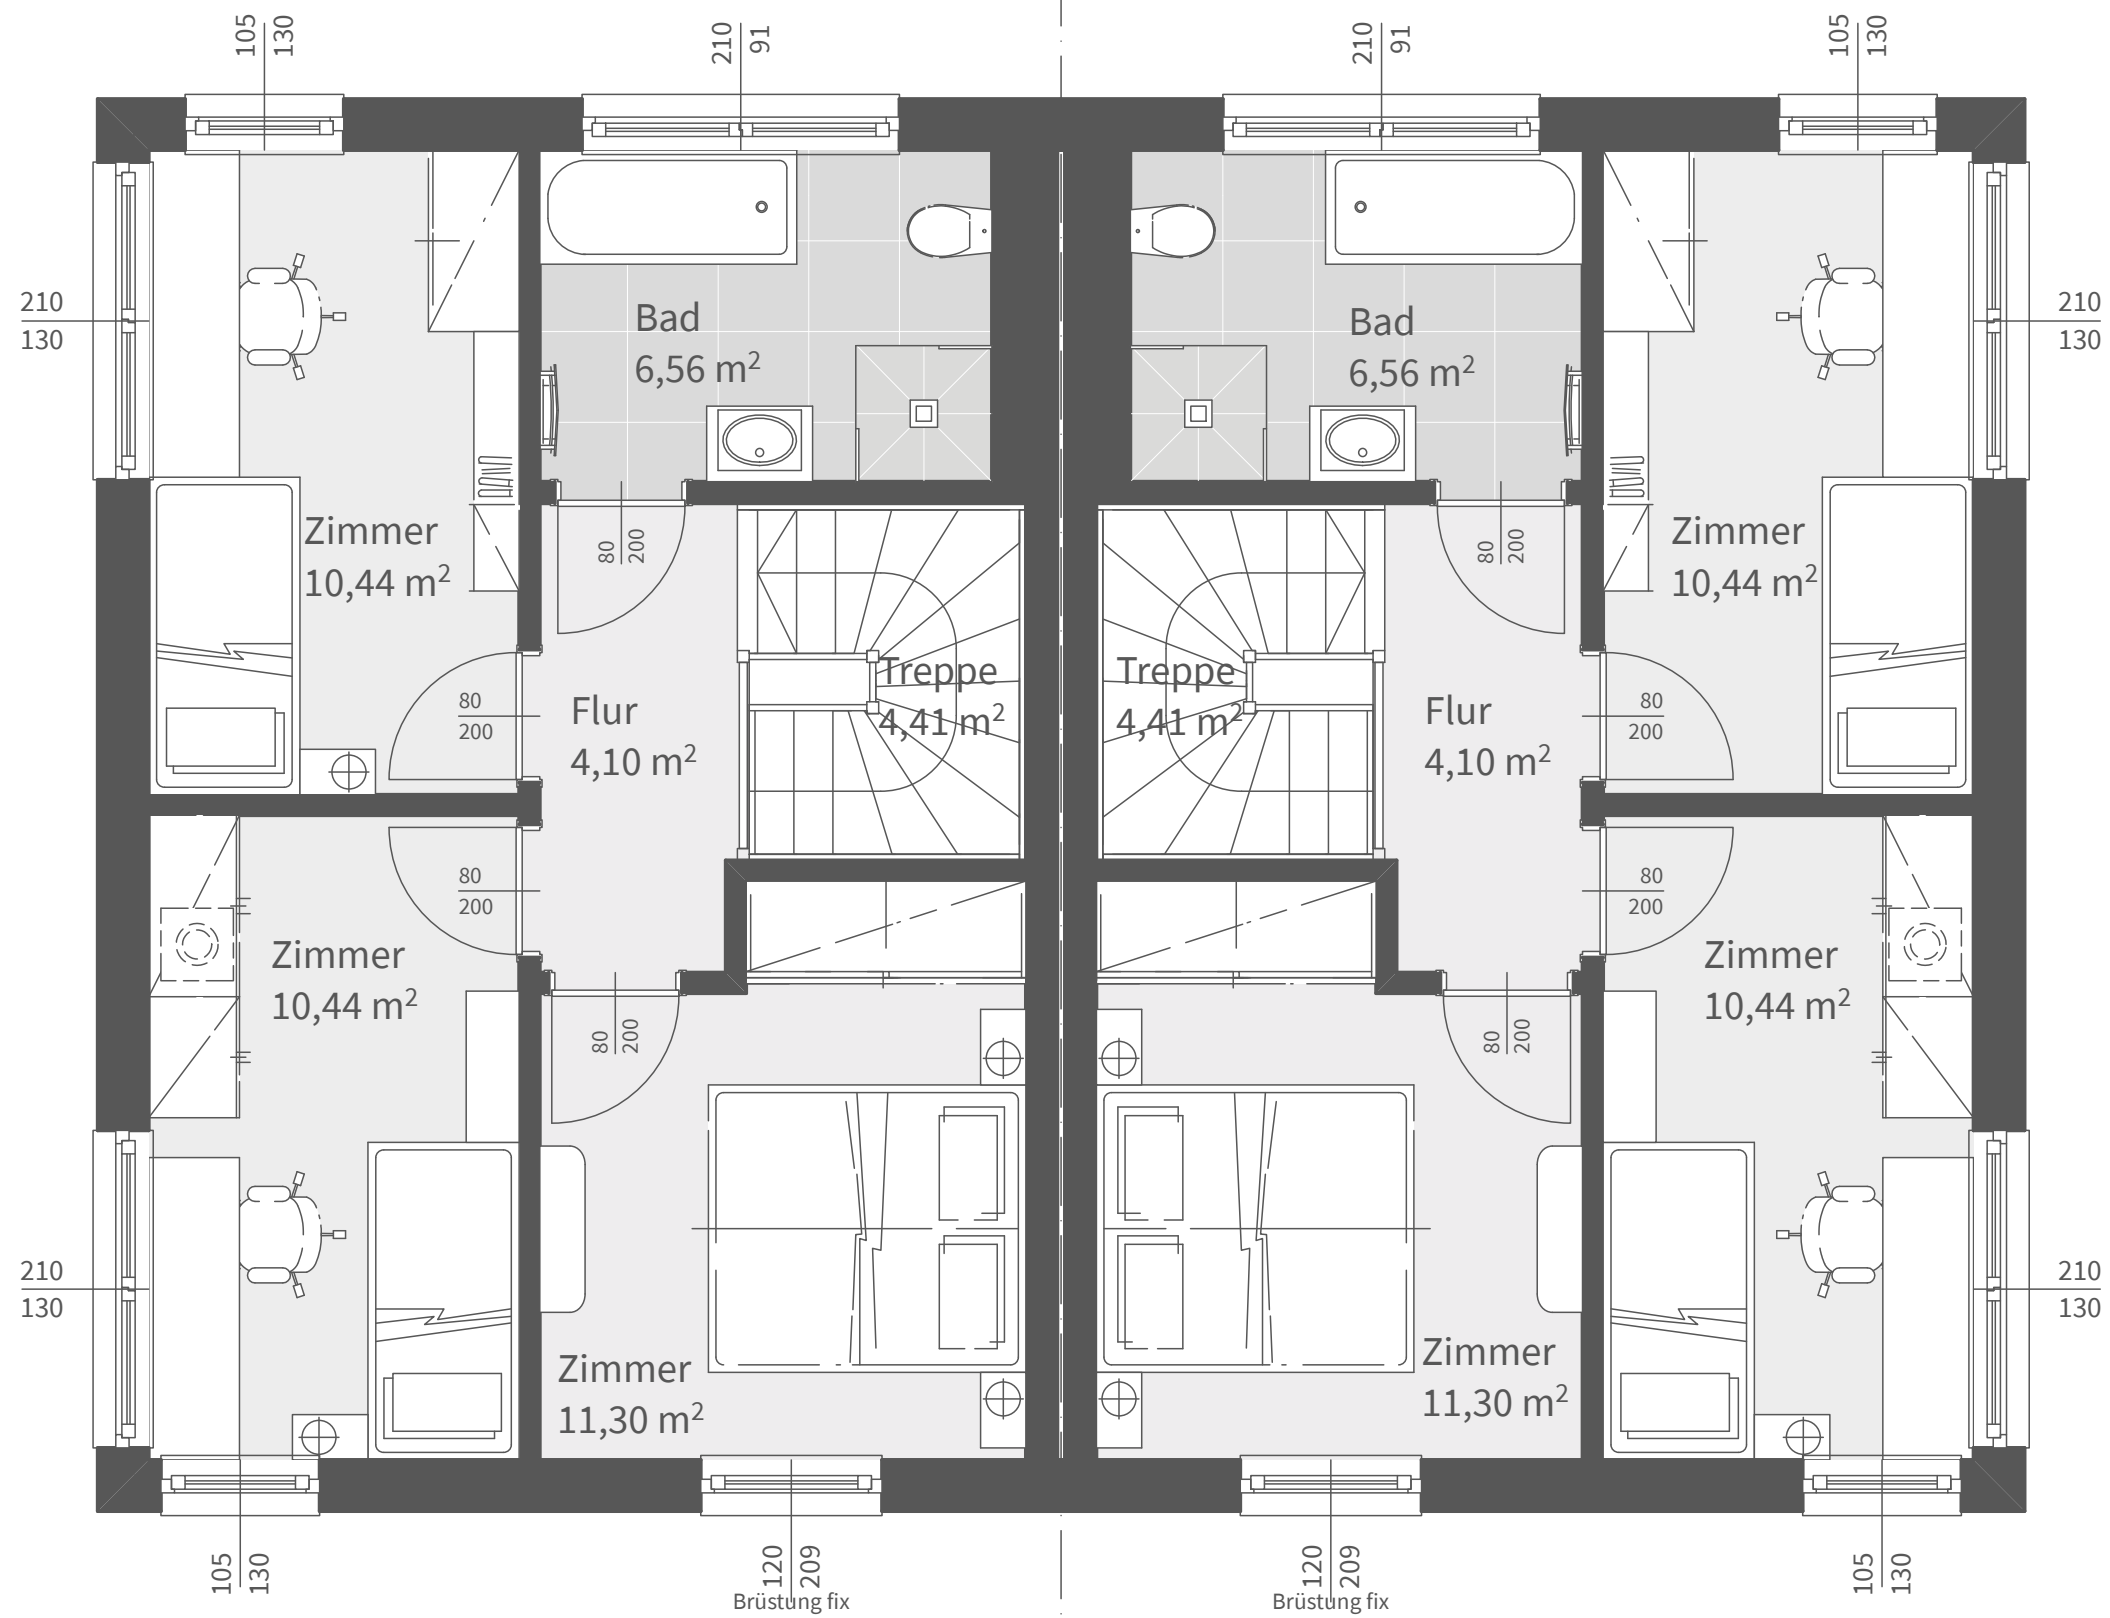 105
130
210
91
210
91
105
130
210
130
210
130
Bad
6,56 m²
Bad
6,56 m²
80
200
80
200
Zimmer
10,44 m²
Zimmer
10,44 m²
80
200
Flur
4,10 m²
Treppe
4,41 m²
Treppe
4,41 m²
Flur
4,10 m²
80
200
80
200
80
200
Zimmer
10,44 m²
80
200
80
200
Zimmer
10,44 m²
210
130
210
130
Zimmer
11,30 m²
Zimmer
11,30 m²
105
130
120
209
Brüstung fix
120
209
Brüstung fix
105
130